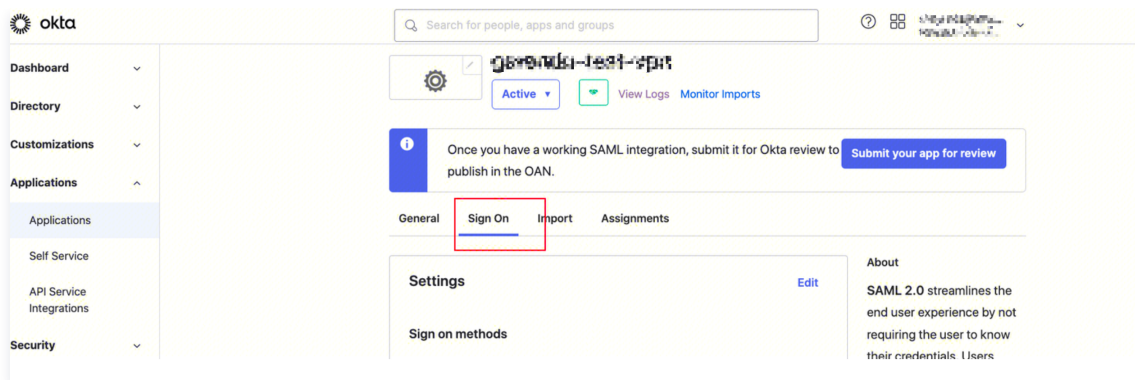 okta
Search for people, apps and groups
Dashboard
Directory
Customizations
Applications
Applications
Self Service
API Service
Integrations
Security
Active
View Logs
Monitor Imports
Once you have a working SAML integration, submit it for Okta review to
publish in the OAN.
Submit your app for review
General
Sign On
Import
Assignments
Settings
Edit
Sign on methods
About
SAML 2.0 streamlines the
end user experience by not
requiring the user to know
their credentials. Users